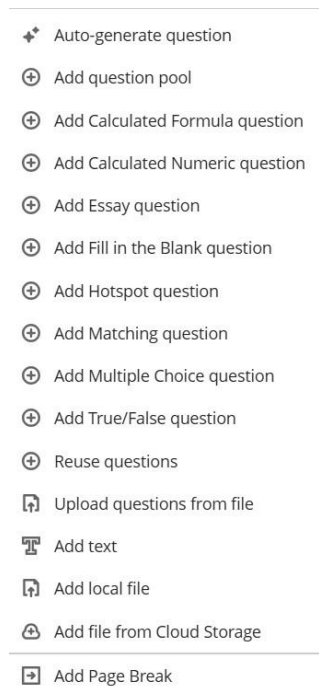 Auto-generate question
Add question pool
Add Calculated Formula question
Add Calculated Numeric question
Add Essay question
Add Fill in the Blank question
Add Hotspot question
Add Matching question
Add Multiple Choice question
Add True/False question
Reuse questions
Upload questions from file
Add text
Add local file
Add file from Cloud Storage
Add Page Break